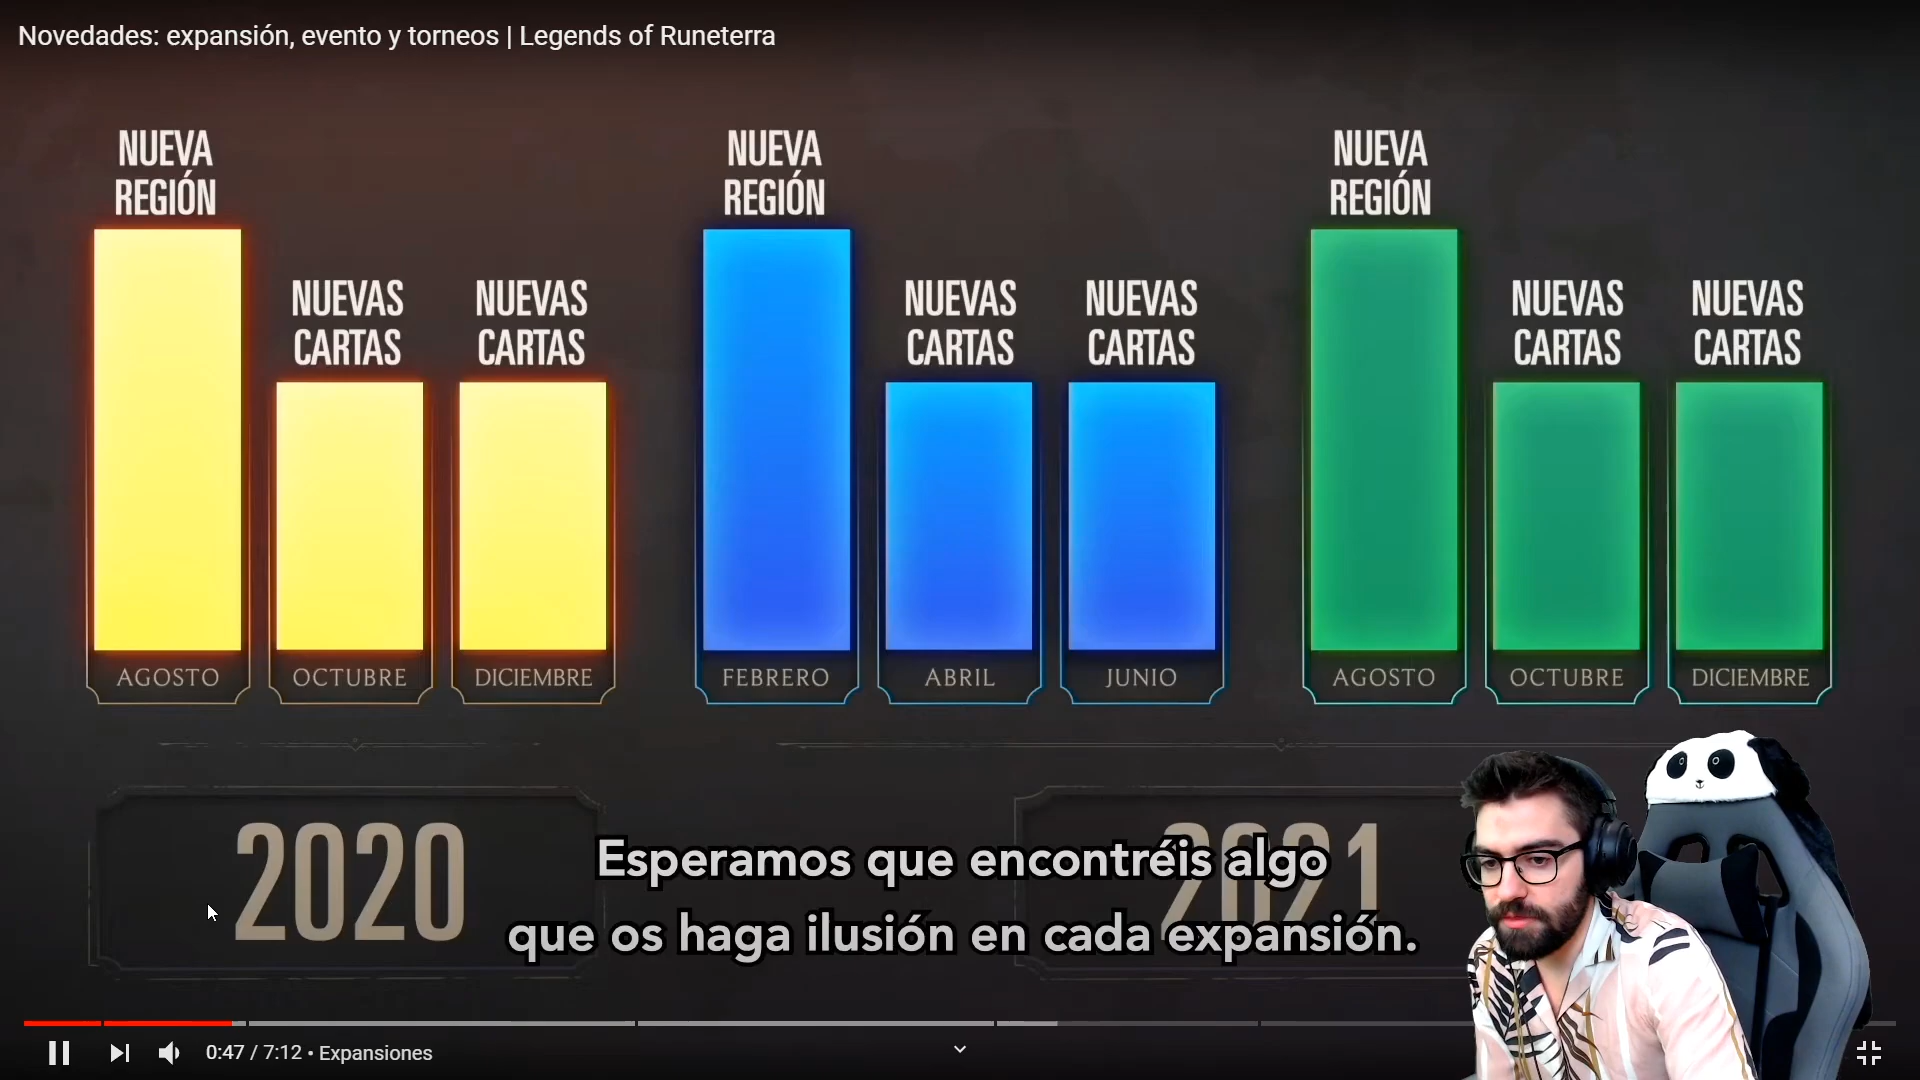 Novedades: expansión, evento y torneos | Legends of Runeterra
NUEVA
REGIÓN
NUEVAS
CARTAS
NUEVAS
CARTAS
NUEVA
REGIÓN
NUEVAS
CARTAS
NUEVAS
CARTAS
NUEVA
REGIÓN
NUEVAS
CARTAS
NUEVAS
CARTAS
AGOSTO
OCTUBRE
DICIEMBRE
FEBRERO
ABRIL
JUNIO
AGOSTO
OCTUBRE
DICIEMBRE
2020
2021
Esperamos que encontréis algo
que os haga ilusión en cada expansión.
0:47 / 7:12 • Expansiones